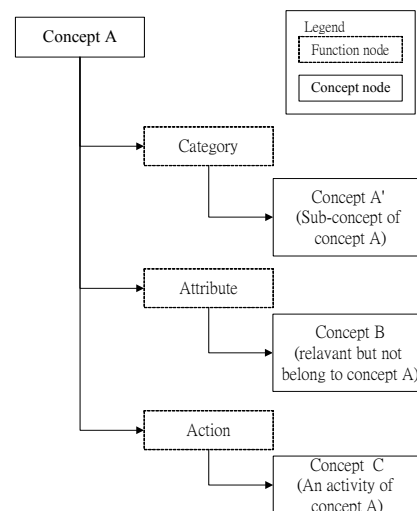 Concept A
Legend
Function node
Concept node
Category
Concept A'
(Sub-concept of
concept A)
Attribute
Concept B
(relavant but not
belong to concept A)
Action
Concept C
(An activity of
concept A)